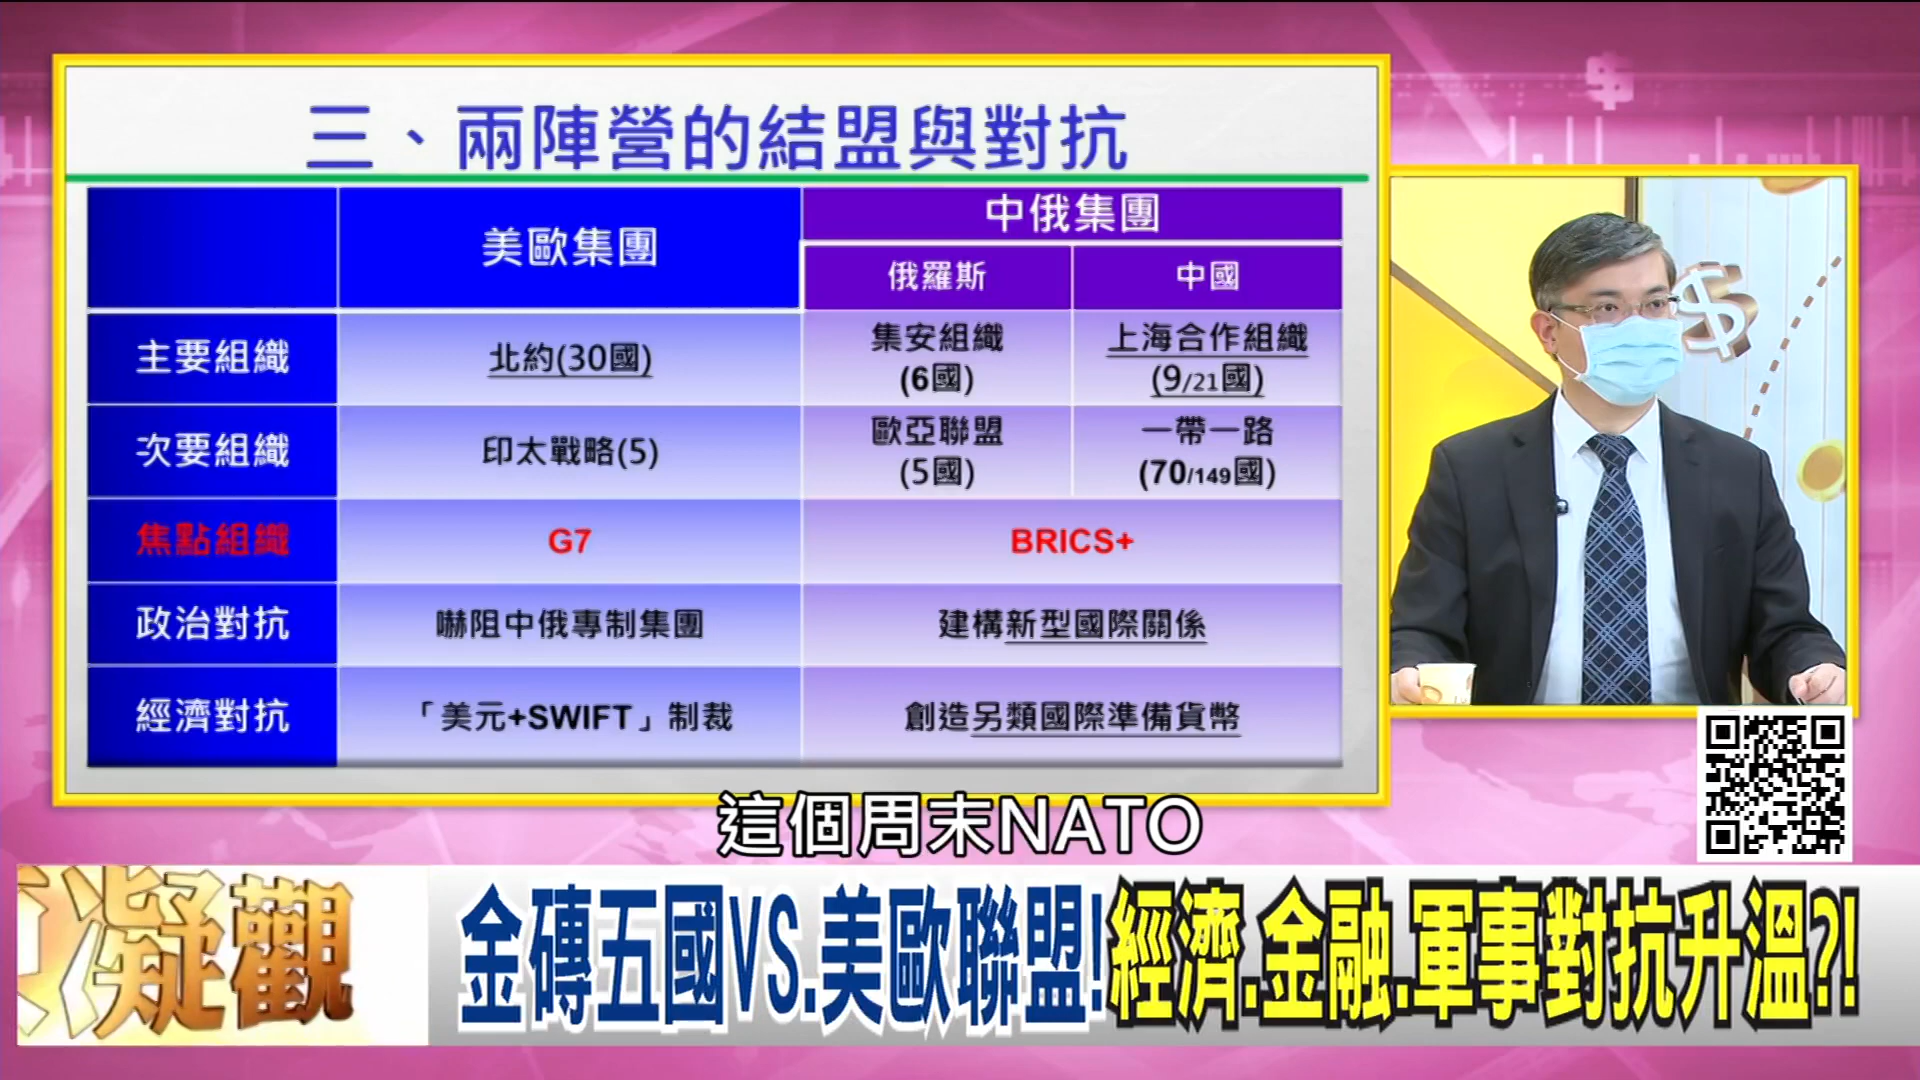 三、兩陣營的結盟與對抗
美歐集團
中俄集團
俄羅斯
中國
主要組織
北約(30國)
集安組織
(6國)
上海合作組織
(9/21國)
次要組織
印太戰略(5)
歐亞聯盟
(5國)
一帶一路
(70/149國)
焦點組織
G7
BRICS+
政治對抗
嚇阻中俄專制集團
建構新型國際關係
經濟對抗
「美元+SWIFT」制裁
創造另類國際準備貨幣
這個周末NATO
凝觀
金磚五國VS.美歐聯盟!經濟.金融.軍事對抗升溫?!